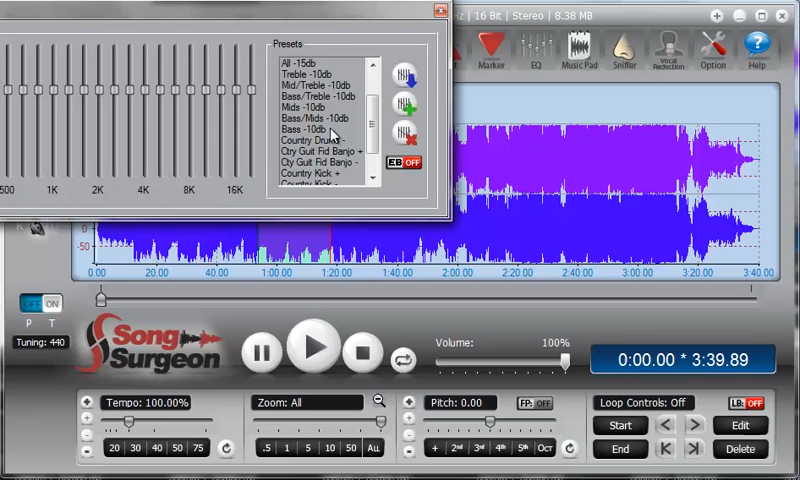 Hz | 16 Bit | Stereo | 8.38 MB
Presets
All -15db
Treble -10db
Mid/Treble -10db
Bass/Treble -10db
Mids -10db
Bass/Mids -10db
Bass -10db
Country Drums -
Ctry Guit Fid Banjo +
Cty Guit Fid Banjo -
Country Kick +
Country Kick -
EB OFF
500 1K 2K 4K 8K 16K
Marker
EQ
Music Pad
Sniffer
Vocal Reduction
Option
Help
-50
0.00 20.00 40.00 1:00.00 1:20.00 1:40.00 2:00.00 2:20.00 2:40.00 3:00.00 3:20.00 3:40.00
OFF ON
P T
Tuning: 440
Song Surgeon
Volume: 100%
0:00.00 * 3:39.89
Tempo: 100.00%
20 30 40 50 75
Zoom: All
.5 1 5 10 50 ALL
Pitch: 0.00
FP: OFF
+ 2nd 3rd 4th 5th Oct
Loop Controls: Off
LB: OFF
Start
Edit
End
Delete